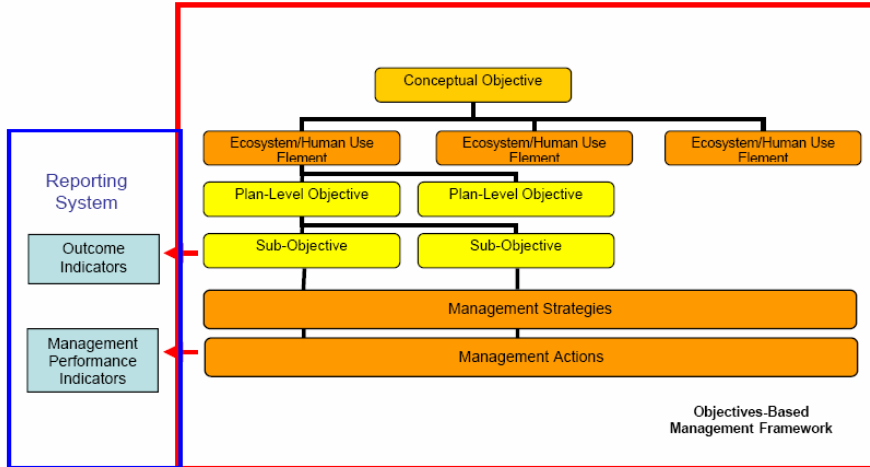 Conceptual Objective
Ecosystem/Human Use
Element
Ecosystem/Human Use
Element
Ecosystem/Human Use
Element
Reporting
System
Plan-Level Objective
Plan-Level Objective
Outcome
Indicators
Sub-Objective
Sub-Objective
Management Strategies
Management
Performance
Indicators
Management Actions
Objectives-Based
Management Framework